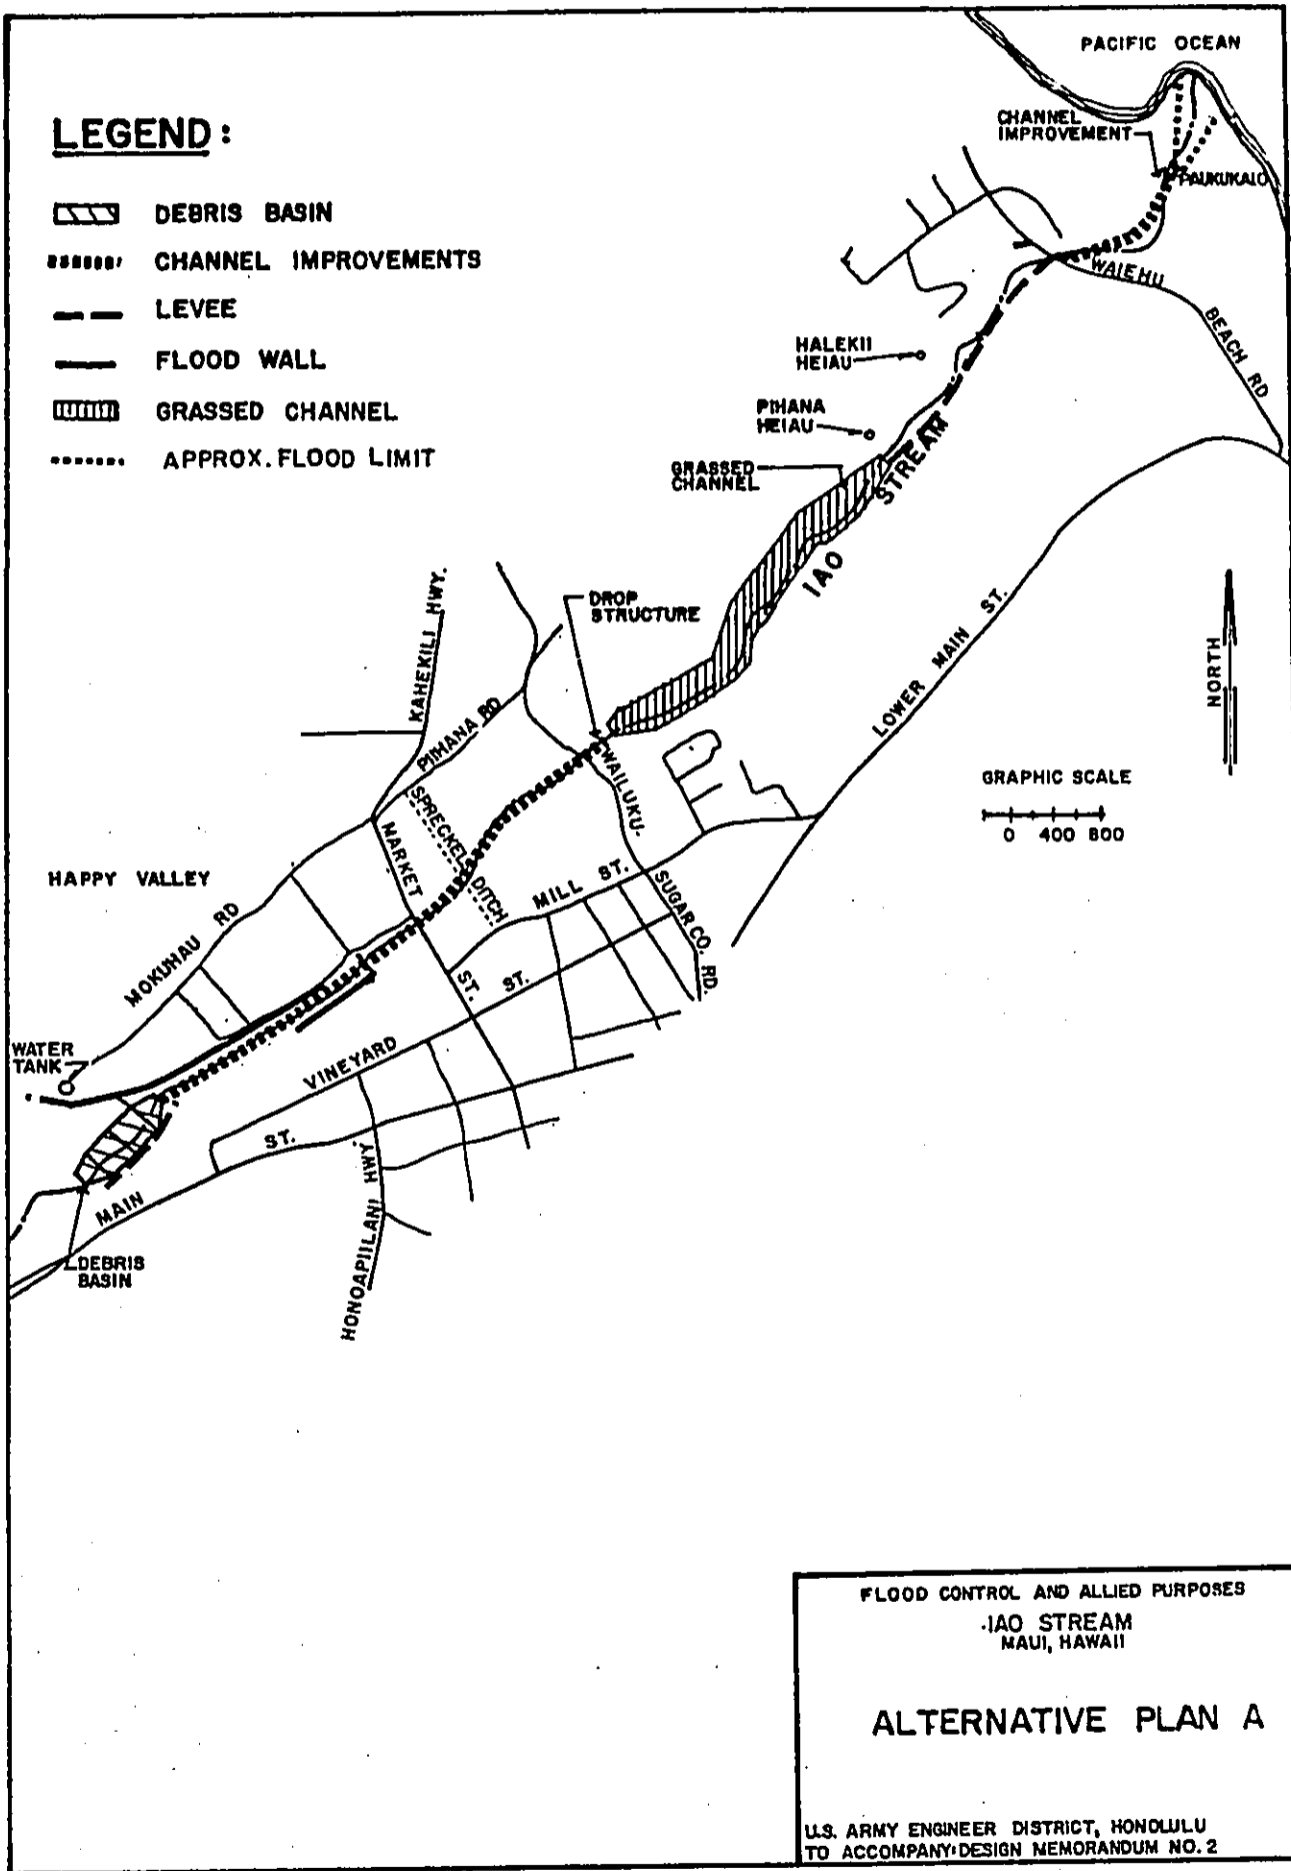 PACIFIC OCEAN
LEGEND:
DEBRIS BASIN
CHANNEL IMPROVEMENTS
LEVEE
FLOOD WALL
GRASSED CHANNEL
APPROX. FLOOD LIMIT
CHANNEL
IMPROVEMENT
PAUKUKALO
WAIEHU
BEACH RD
HALEKII
HEIAU
PIHANA
HEIAU
GRASSED
CHANNEL
IAO STREAM
DROP
STRUCTURE
KAHEKILI HWY.
PIIHANA RD
LOWER MAIN ST.
NORTH
GRAPHIC SCALE
0 400 800
SPRECKEL DITCH
WAILUKU-
SUGAR CO. RD.
MARKET
ST.
MILL ST.
HAPPY VALLEY
MOKUHAU RD
WATER
TANK
VINEYARD
ST.
MAIN
ST.
HONOAPIILANI HWY.
DEBRIS
BASIN
FLOOD CONTROL AND ALLIED PURPOSES
IAO STREAM
MAUI, HAWAII
ALTERNATIVE PLAN A
U.S. ARMY ENGINEER DISTRICT, HONOLULU
TO ACCOMPANY DESIGN MEMORANDUM NO. 2